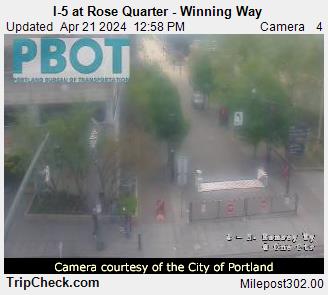 I-5 at Rose Quarter - Winning Way
Updated Apr 21 2024 12:58 PM Camera 4
PBOT
PORTLAND BUREAU OF TRANSPORTATION
Camera courtesy of the City of Portland
TripCheck.com Milepost302.00